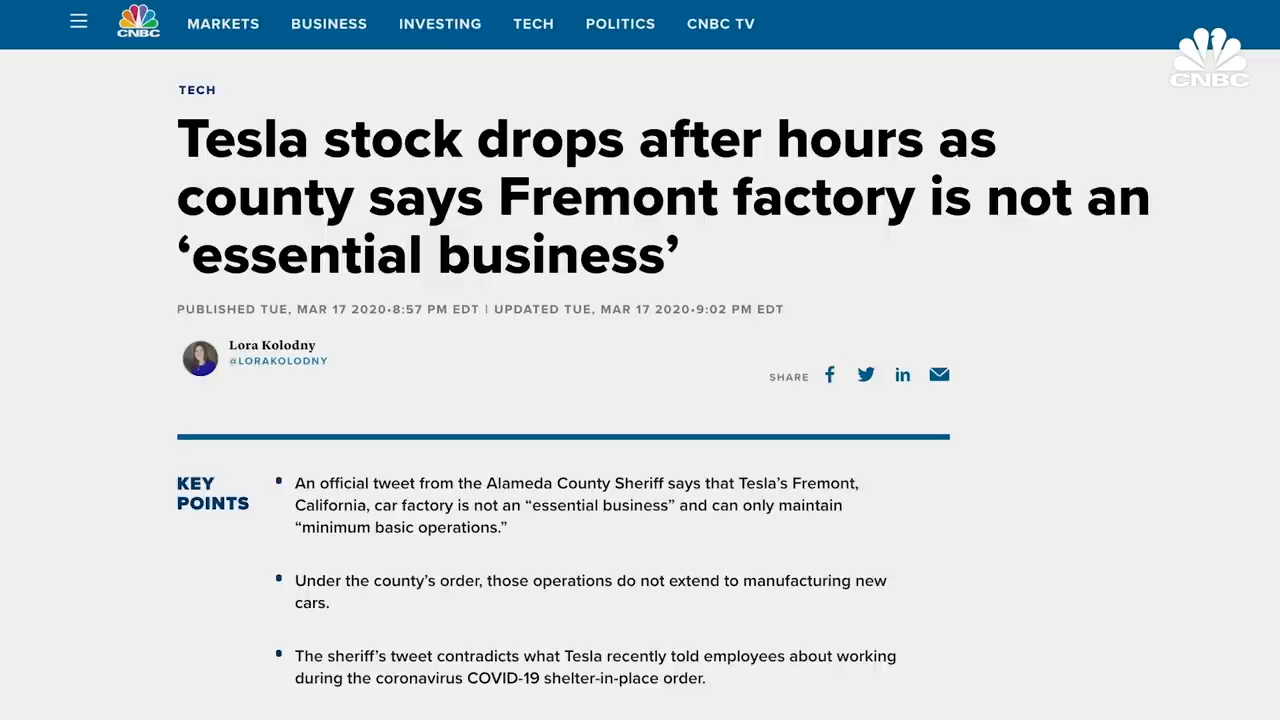 CNBC
MARKETS BUSINESS INVESTING TECH POLITICS CNBC TV
CNBC
TECH
Tesla stock drops after hours as
county says Fremont factory is not an
‘essential business’
PUBLISHED TUE, MAR 17 2020•8:57 PM EDT | UPDATED TUE, MAR 17 2020•9:02 PM EDT
Lora Kolodny
@LORAKOLODNY
SHARE f in
KEY
POINTS
An official tweet from the Alameda County Sheriff says that Tesla’s Fremont,
California, car factory is not an “essential business” and can only maintain
“minimum basic operations.”
Under the county’s order, those operations do not extend to manufacturing new
cars.
The sheriff’s tweet contradicts what Tesla recently told employees about working
during the coronavirus COVID-19 shelter-in-place order.